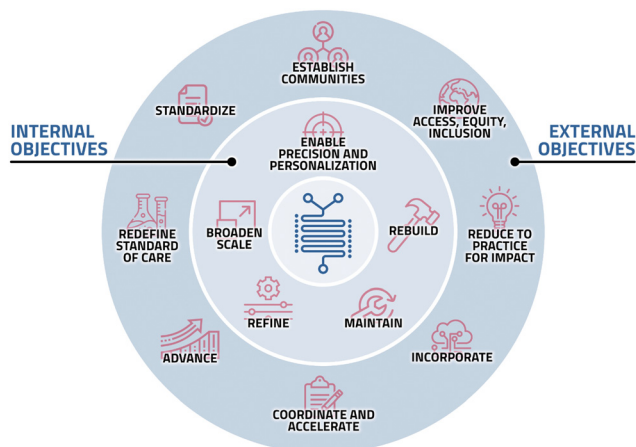 ESTABLISH
COMMUNITIES
STANDARDIZE
IMPROVE
ACCESS, EQUITY,
INCLUSION
INTERNAL
OBJECTIVES
EXTERNAL
OBJECTIVES
ENABLE
PRECISION AND
PERSONALIZATION
REDEFINE
STANDARD
OF CARE
BROADEN
SCALE
REBUILD
REDUCE TO
PRACTICE
FOR IMPACT
REFINE
MAINTAIN
ADVANCE
INCORPORATE
COORDINATE AND
ACCELERATE